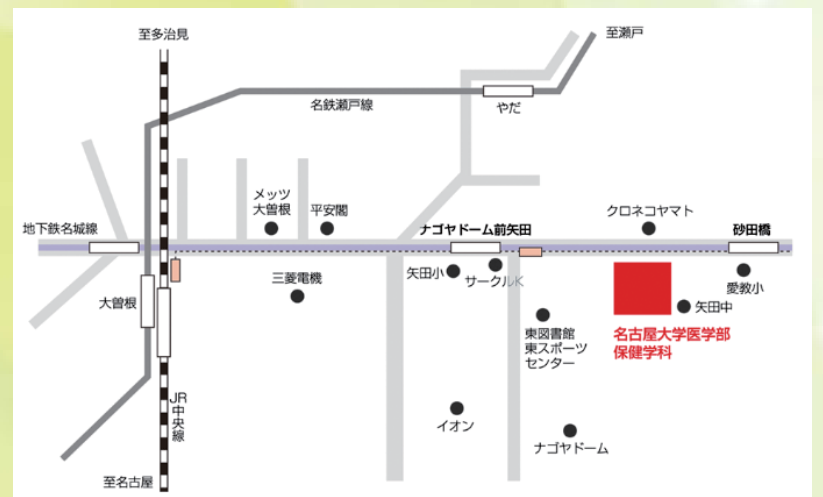 至多治見
至瀬戸
名鉄瀬戸線
やだ
メッツ
大曽根
平安閣
クロネコヤマト
地下鉄名城線
ナゴヤドーム前矢田
砂田橋
大曽根
三菱電機
矢田小
サークルK
愛教小
矢田中
東図書館
東スポーツ
センター
名古屋大学医学部
保健学科
JR中央線
イオン
ナゴヤドーム
至名古屋